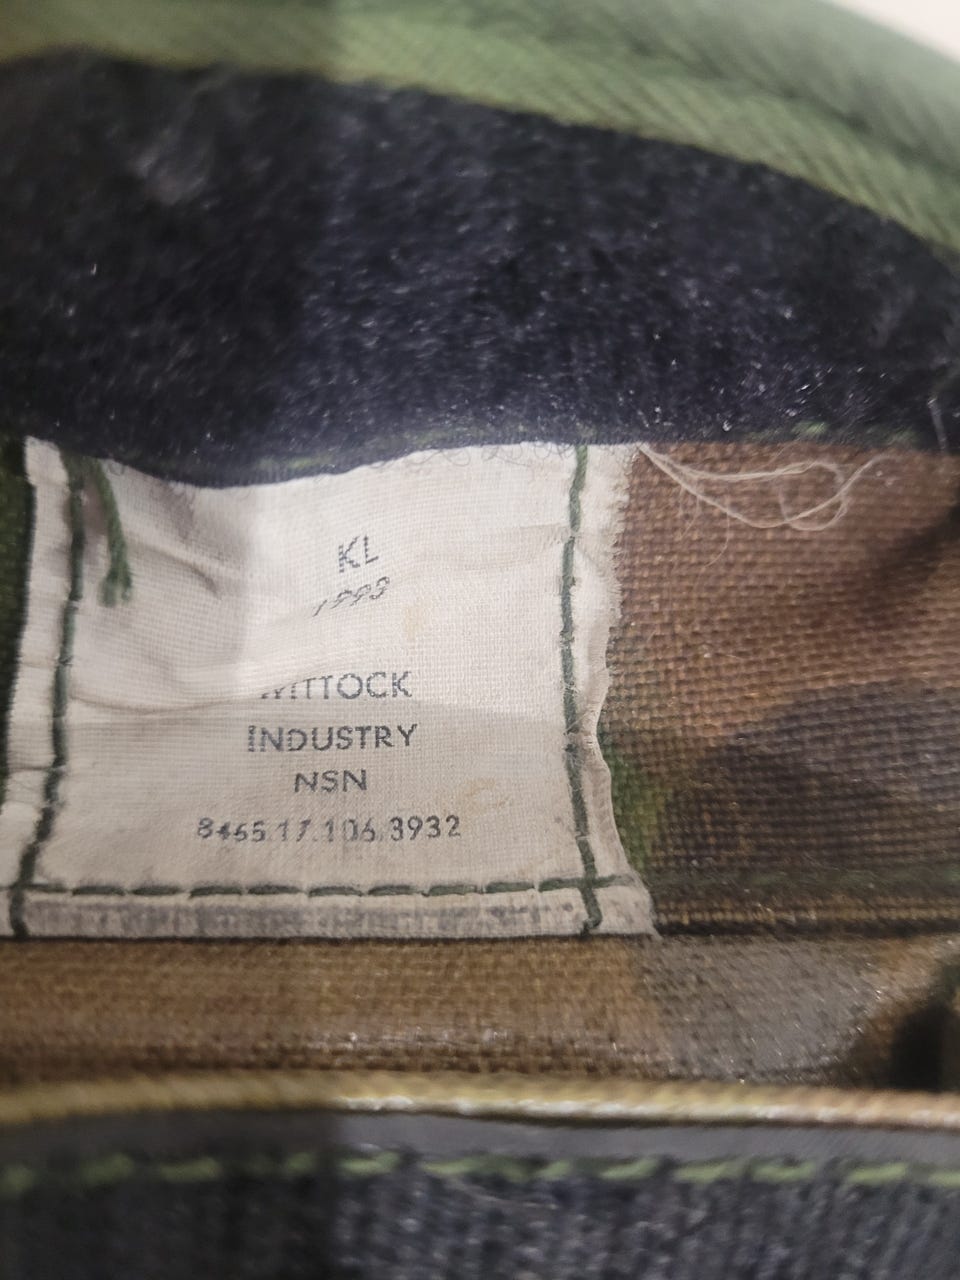 KL
1993
WITTOCK
INDUSTRY
NSN
8465.17.106.3932